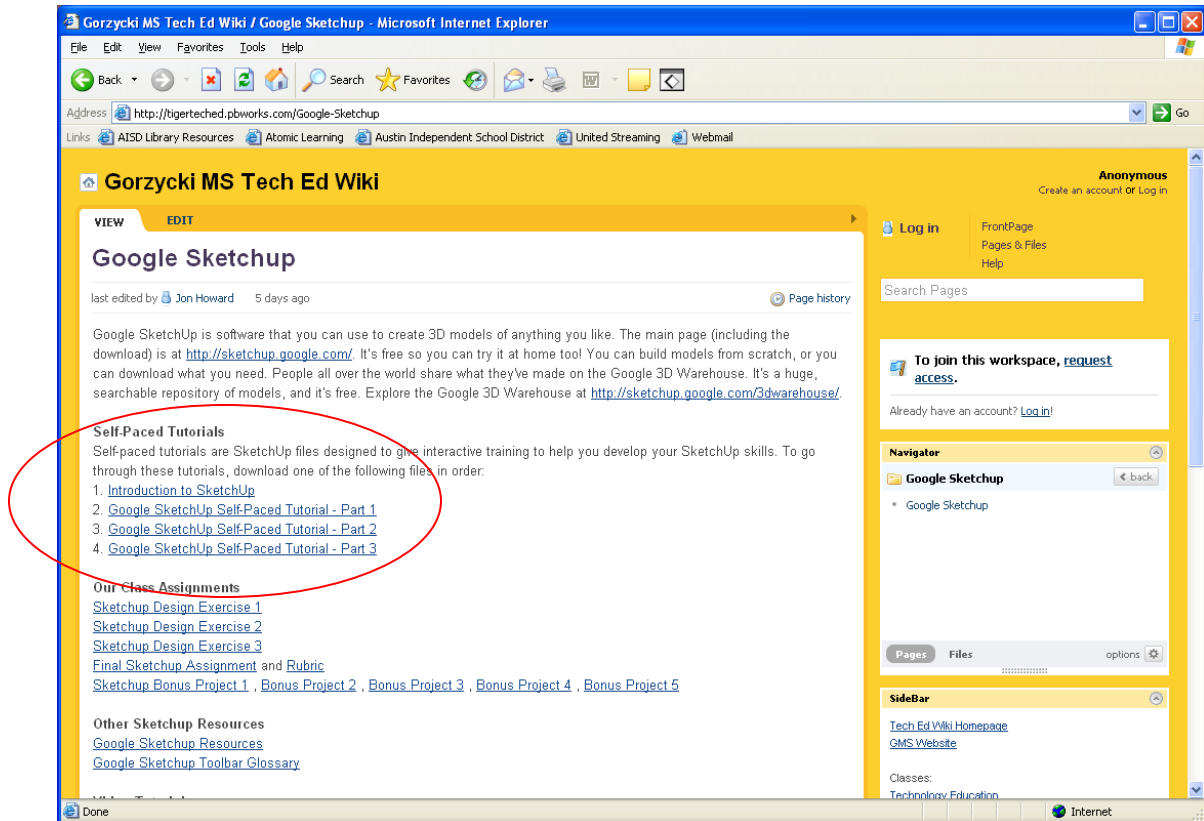 Gorzycki MS Tech Ed Wiki / Google Sketchup - Microsoft Internet Explorer
File Edit View Favorites Tools Help
Back Search Favorites
Address http://tigerteched.pbworks.com/Google-Sketchup Go
Links AISD Library Resources Atomic Learning Austin Independent School District United Streaming Webmail
Gorzycki MS Tech Ed Wiki
Anonymous
Create an account or Log in
VIEW EDIT
Google Sketchup
last edited by Jon Howard 5 days ago Page history
Google SketchUp is software that you can use to create 3D models of anything you like. The main page (including the
download) is at http://sketchup.google.com/. It's free so you can try it at home too! You can build models from scratch, or you
can download what you need. People all over the world share what they've made on the Google 3D Warehouse. It's a huge,
searchable repository of models, and it's free. Explore the Google 3D Warehouse at http://sketchup.google.com/3dwarehouse/.
Self-Paced Tutorials
Self-paced tutorials are SketchUp files designed to give interactive training to help you develop your SketchUp skills. To go
through these tutorials, download one of the following files in order:
1. Introduction to SketchUp
2. Google SketchUp Self-Paced Tutorial - Part 1
3. Google SketchUp Self-Paced Tutorial - Part 2
4. Google SketchUp Self-Paced Tutorial - Part 3
Our Class Assignments
Sketchup Design Exercise 1
Sketchup Design Exercise 2
Sketchup Design Exercise 3
Final Sketchup Assignment and Rubric
Sketchup Bonus Project 1 , Bonus Project 2 , Bonus Project 3 , Bonus Project 4 , Bonus Project 5
Other Sketchup Resources
Google Sketchup Resources
Google Sketchup Toolbar Glossary
Log in
FrontPage
Pages & Files
Help
Search Pages
To join this workspace, request
access.
Already have an account? Log in!
Navigator
Google Sketchup back
Google Sketchup
Pages Files options
SideBar
Tech Ed Wiki Homepage
GMS Website
Classes:
Technology Education
Done Internet